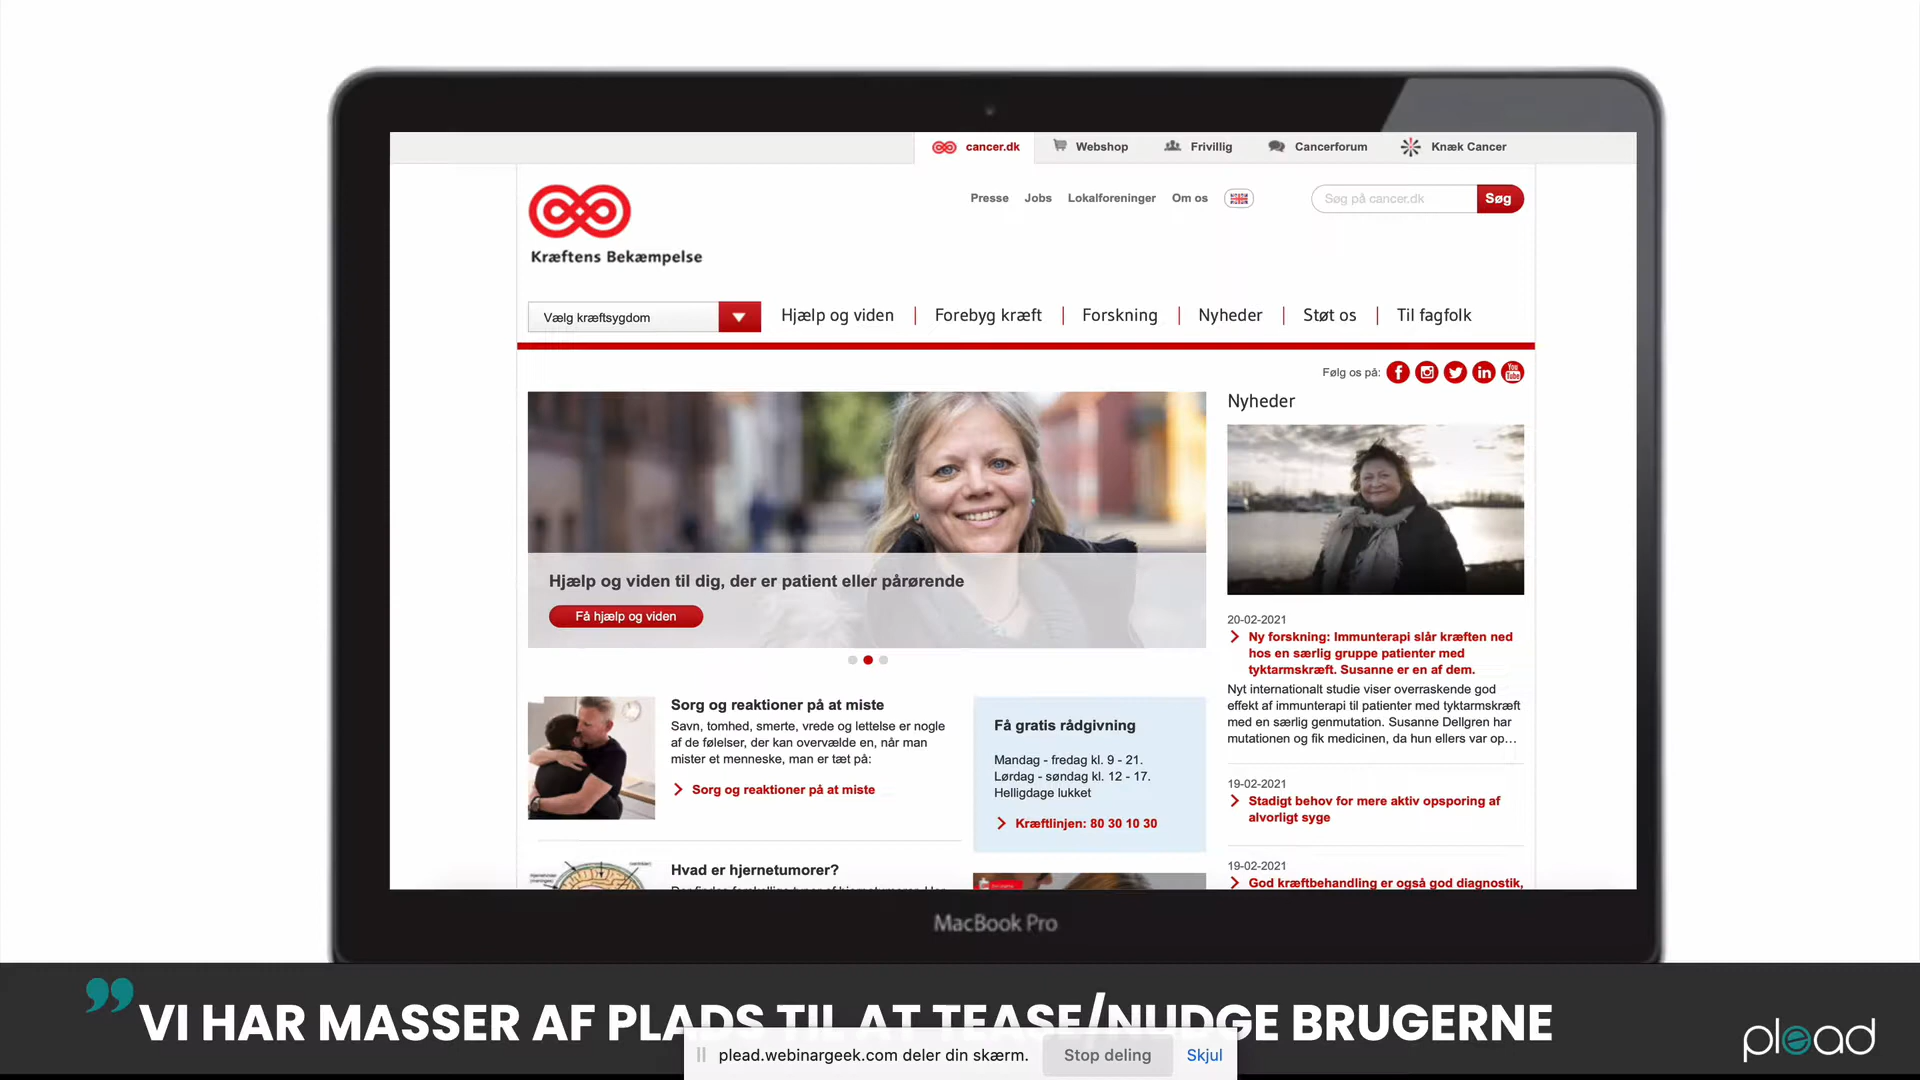 cancer.dk
Webshop
Frivillig
Cancerforum
Knæk Cancer
Presse
Jobs
Lokalforeninger
Om os
Søg på cancer.dk
Søg
Kræftens Bekæmpelse
Vælg kræftsygdom
Hjælp og viden
Forebyg kræft
Forskning
Nyheder
Støt os
Til fagfolk
Følg os på:
You
Tube
Hjælp og viden til dig, der er patient eller pårørende
Få hjælp og viden
Sorg og reaktioner på at miste
Savn, tomhed, smerte, vrede og lettelse er nogle
af de følelser, der kan overvælde en, når man
mister et menneske, man er tæt på:
Sorg og reaktioner på at miste
Hvad er hjernetumorer?
Få gratis rådgivning
Mandag - fredag kl. 9 - 21.
Lørdag - søndag kl. 12 - 17.
Helligdage lukket
Kræftlinjen: 80 30 10 30
Nyheder
20-02-2021
Ny forskning: Immunterapi slår kræften ned
hos en særlig gruppe patienter med
tyktarmskræft. Susanne er en af dem.
Nyt internationalt studie viser overraskende god
effekt af immunterapi til patienter med tyktarmskræft
med en særlig genmutation. Susanne Dellgren har
mutationen og fik medicinen, da hun ellers var op...
19-02-2021
Stadigt behov for mere aktiv opsporing af
alvorligt syge
19-02-2021
God kræftbehandling er også god diagnostik,
MacBook Pro
” VI HAR MASSER AF PLADS TIL AT TEASE/NUDGE BRUGERNE
plead.webinargeek.com deler din skærm.
Stop deling
Skjul
plead